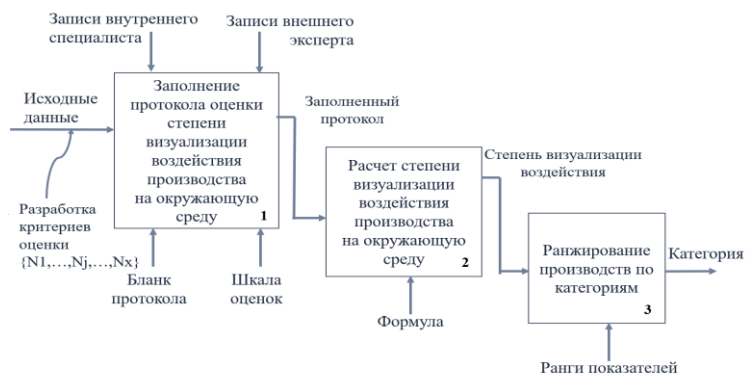 Записи внутреннего
специалиста
Записи внешнего
эксперта
Исходные
данные
Заполнение
протокола оценки
степени
визуализации
воздействия
производства
на окружающую
среду
1
Заполненный
протокол
Разработка
критериев
оценки
{N1,...,Nj,...,Nx}
Бланк
протокола
Шкала
оценок
Расчет степени
визуализации
воздействия
производства
на окружающую
среду
2
Степень визуализации
воздействия
Формула
Ранжирование
производств по
категориям
3
Категория
Ранги показателей